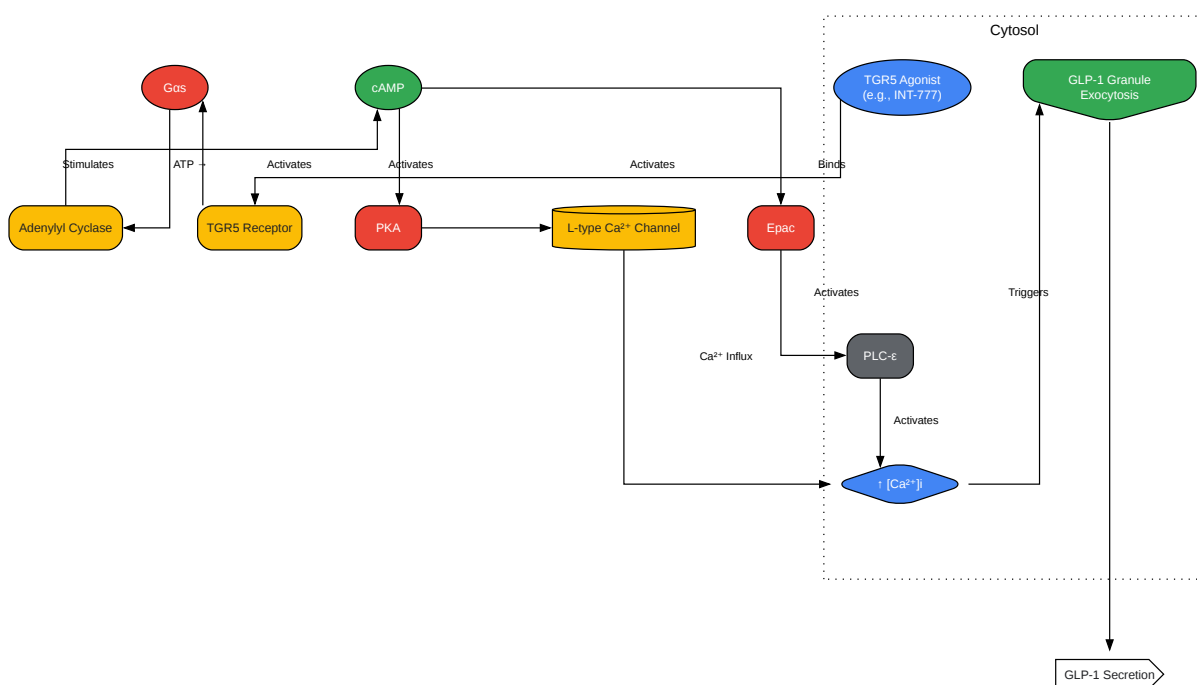 Cytosol
Gαs
cAMP
TGR5 Agonist
(e.g., INT-777)
GLP-1 Granule
Exocytosis
Stimulates
ATP →
Activates
Activates
Activates
Binds
Adenylyl Cyclase
TGR5 Receptor
PKA
L-type Ca²⁺ Channel
Epac
Activates
Triggers
Ca²⁺ Influx
PLC-ε
Activates
↑ [Ca²⁺]i
GLP-1 Secretion